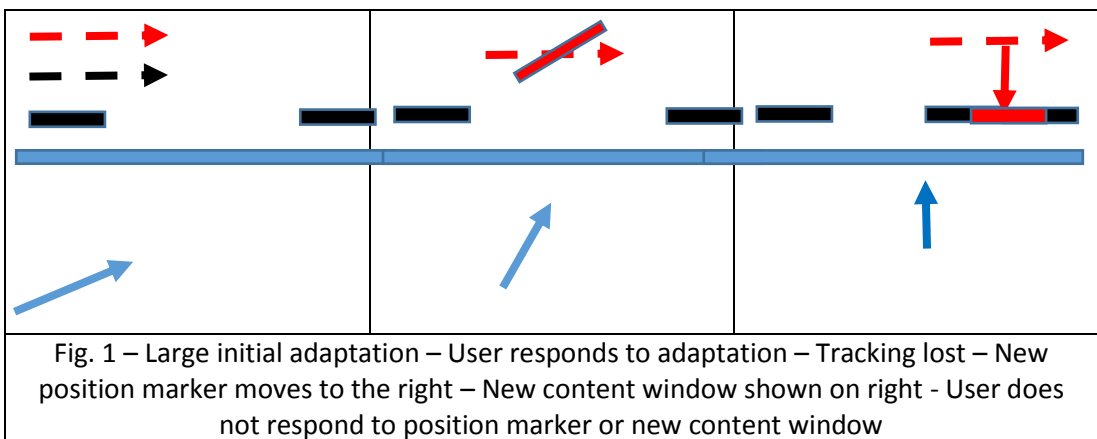 Fig. 1 – Large initial adaptation – User responds to adaptation – Tracking lost – New
position marker moves to the right – New content window shown on right - User does
not respond to position marker or new content window